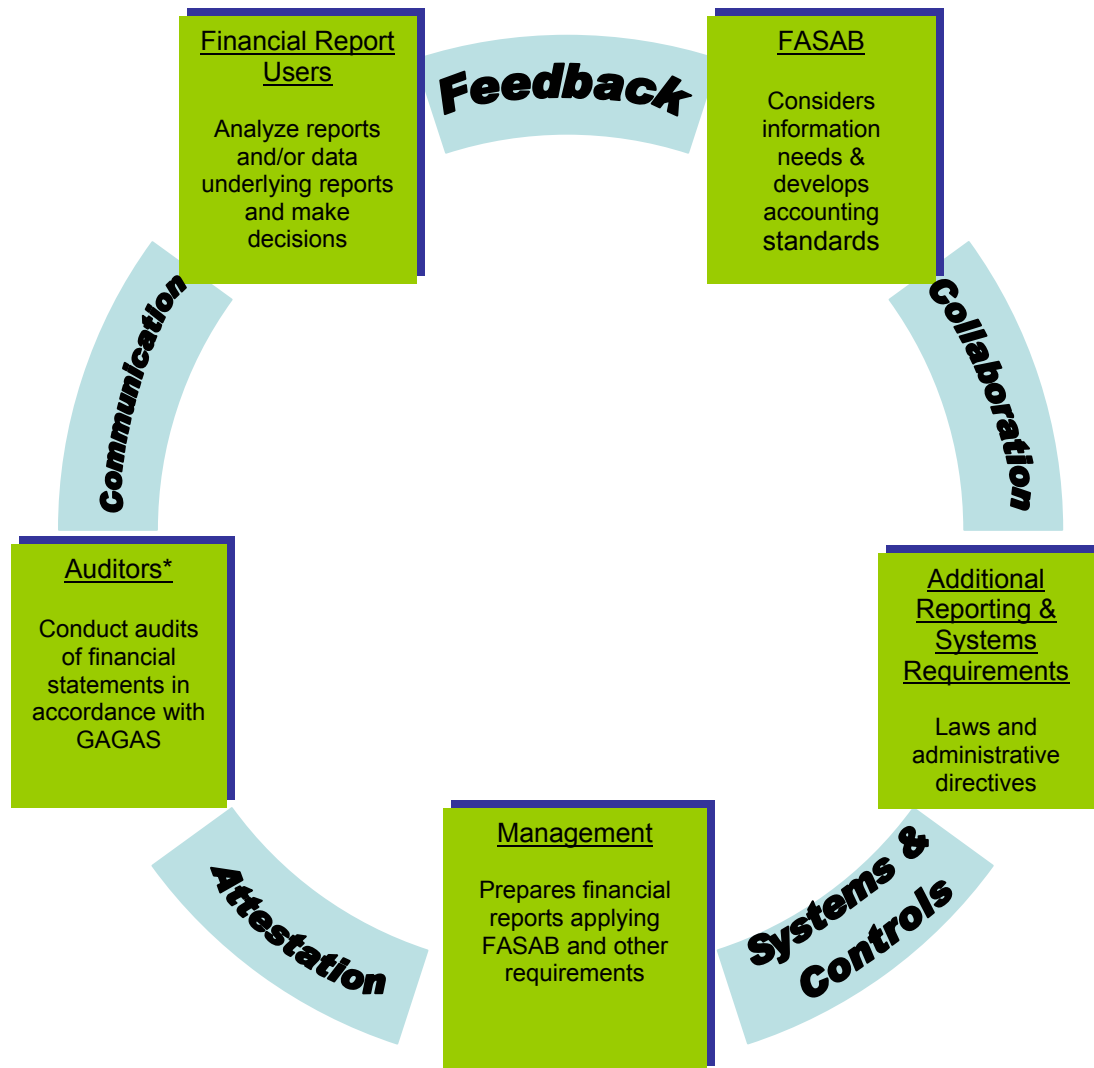 Financial Report
Users
Analyze reports
and/or data
underlying reports
and make
decisions
Feedback
FASAB
Considers
information
needs &
develops
accounting
standards
Collaboration
Additional
Reporting &
Systems
Requirements
Laws and
administrative
directives
Systems &
Controls
Management
Prepares financial
reports applying
FASAB and other
requirements
Attestation
Auditors*
Conduct audits
of financial
statements in
accordance with
GAGAS
Communication